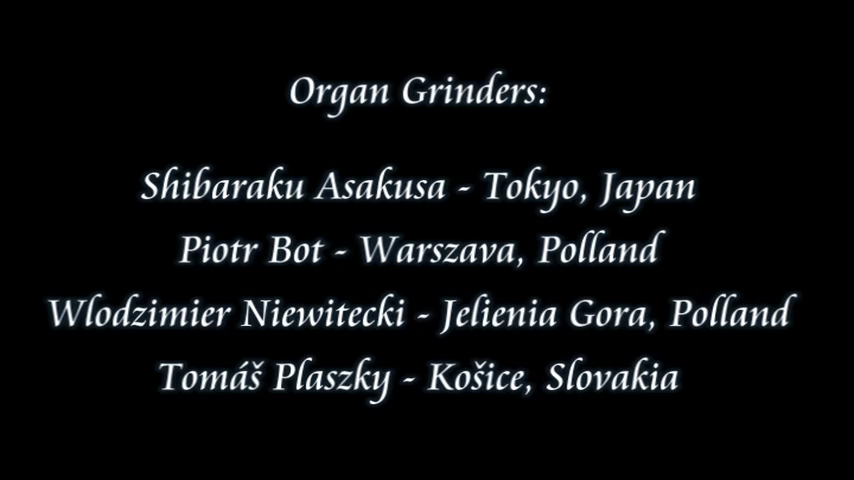 Organ Grinders:
Shibaraku Asakusa - Tokyo, Japan
Piotr Bot - Warszava, Polland
Wlodzimier Niewitecki - Jelienia Gora, Polland
Tomáš Plaszky - Košice, Slovakia